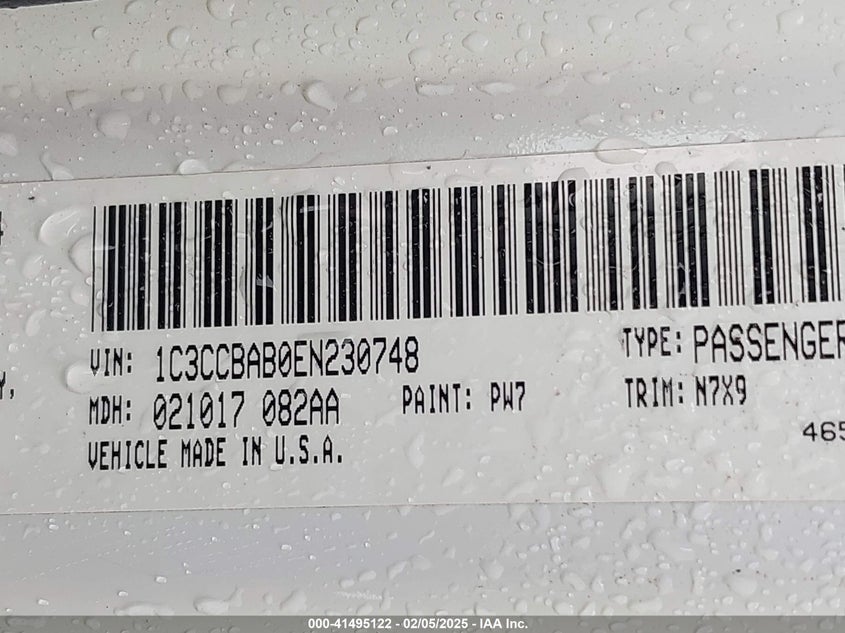 VIN: 1C3CCBAB0EN230748
TYPE: PASSENGER
MDH: 021017 082AA
PAINT: PW7
TRIM: N7X9
VEHICLE MADE IN U.S.A.
465
000-41495122 - 02/05/2025 - IAA Inc.